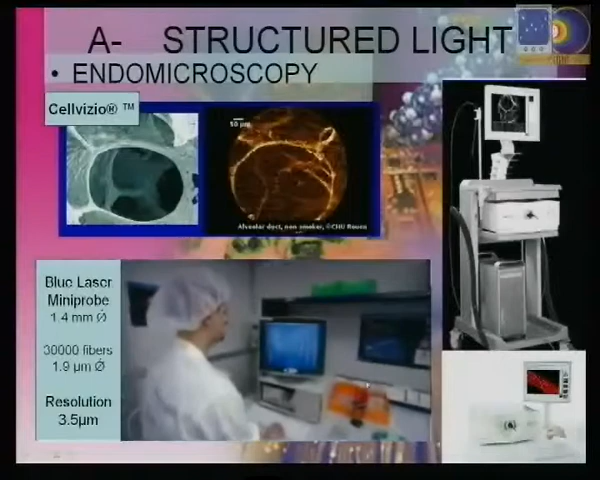 A- STRUCTURED LIGHT
• ENDOMICROSCOPY
Cellvizio® ™
50 µm
Alveolar duct, non smoker, ©CHU Rouen
Blue Laser
Miniprobe
1.4 mm Ø
30000 fibers
1.9 µm Ø
Resolution
3.5µm